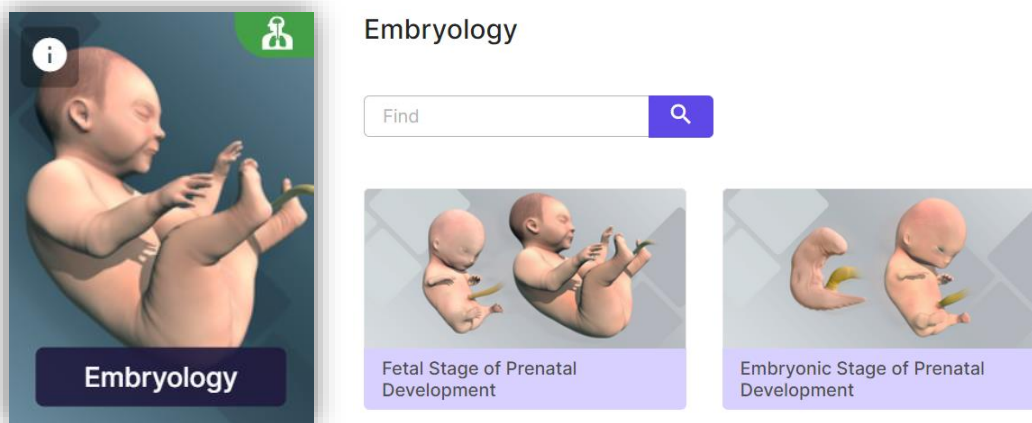 i
Embryology
Embryology
Find
Fetal Stage of Prenatal
Development
Embryonic Stage of Prenatal
Development